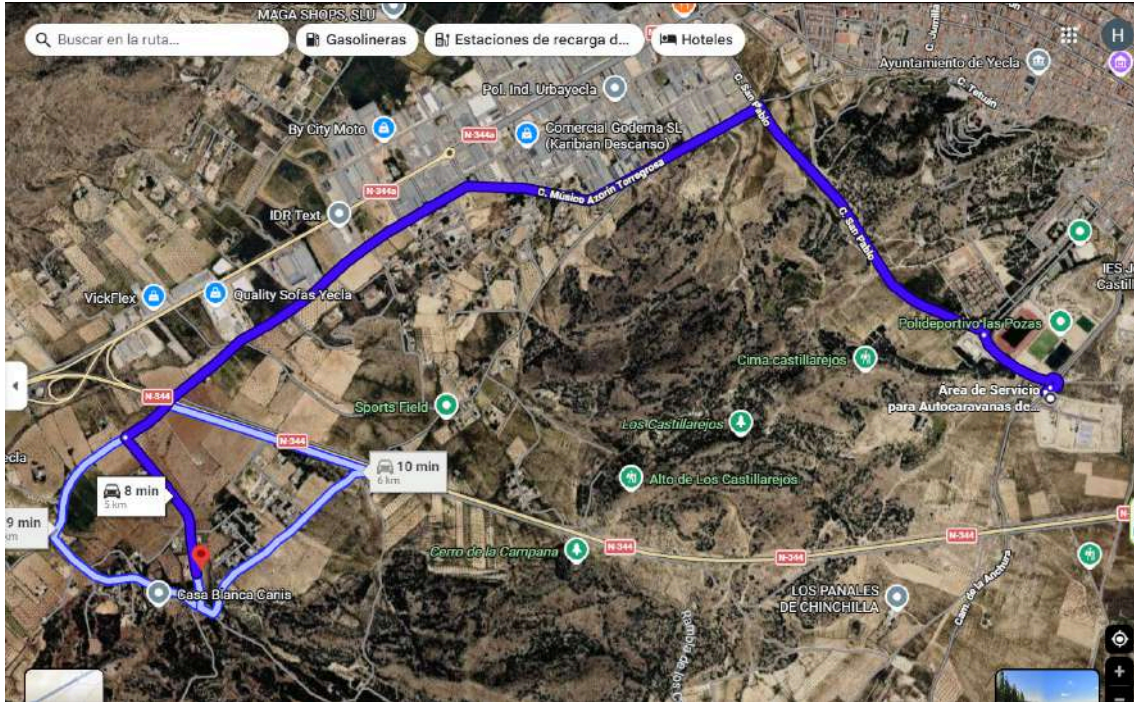 MAGA SHOPS, SLU
Buscar en la ruta...
Gasolineras
Estaciones de recarga d...
Hoteles
H
C. Jumilla
Ayuntamiento de Yecla
C. Tetuán
Pol. Ind. Urbayecla
C. San Pablo
By City Moto
N-344a
Comercial Godema SL
(Karibian Descanso)
N-344a
C. Músico Azorín Torregrosa
IDR Text
C. San Pablo
IES J
Castill
VickFlex
Quality Sofas Yecla
Polideportivo las Pozas
Cima castillarejos
N-344
Área de Servicio
para Autocaravanas de...
Sports Field
Los Castillarejos
N-344
ecla
10 min
6 km
Alto de Los Castillarejos
8 min
5 km
9 min
km
N-344
N-344
N-344
Cerro de la Campana
N-344
Casa Blanca Canis
LOS PAÑALES
DE CHINCHILLA
Cam. de la Anchura
+
−